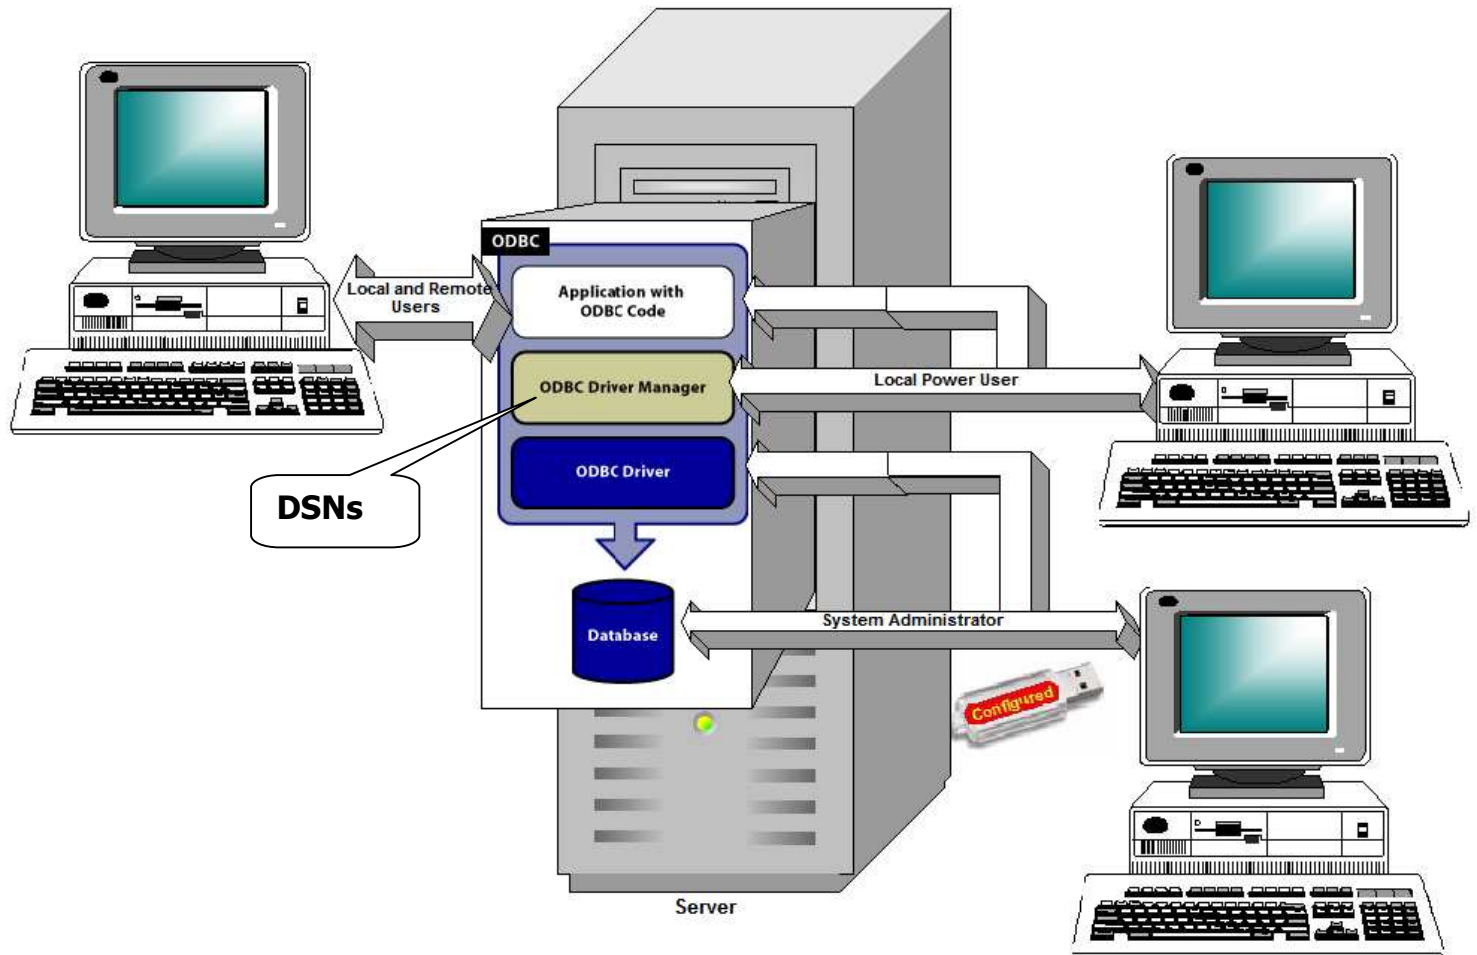 ODBC
Local and Remote
Users
Application with
ODBC Code
ODBC Driver Manager
Local Power User
ODBC Driver
DSNs
Database
System Administrator
Configured
Server